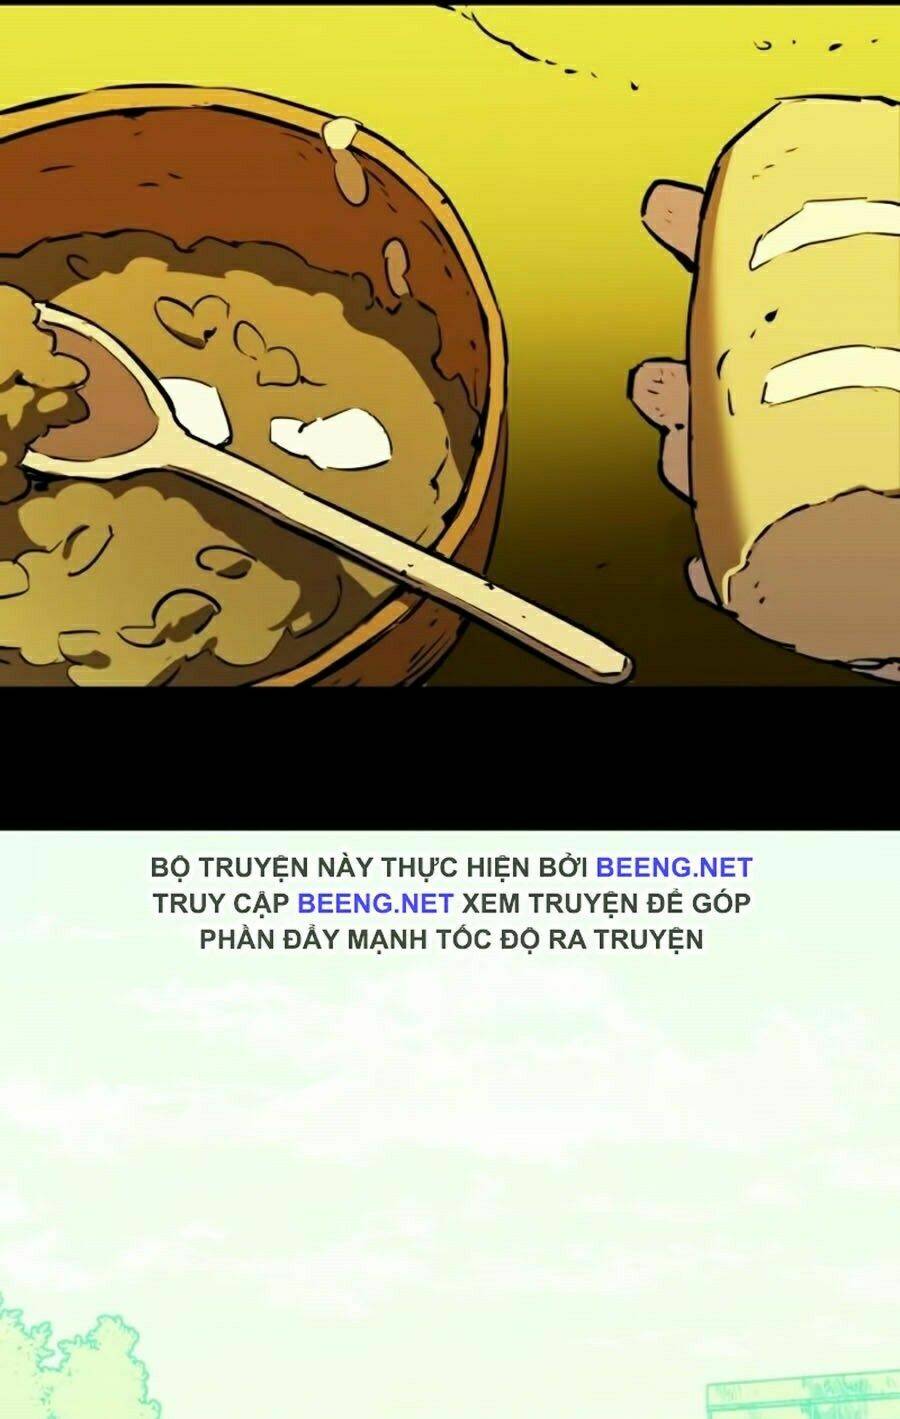 BỘ TRUYỆN NÀY THỰC HIỆN BỞI BEENG.NET
TRUY CẬP BEENG.NET XEM TRUYỆN ĐỂ GÓP
PHẦN ĐẨY MẠNH TỐC ĐỘ RA TRUYỆN